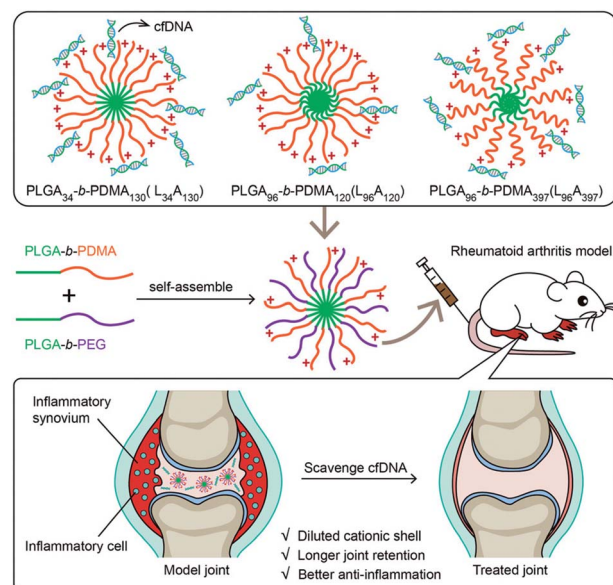 cfDNA
PLGA34-b-PDMA130( L34A130)
PLGA96-b-PDMA120(L96A120)
PLGA96-b-PDMA397(L96A397)
PLGA-b-PDMA
+
PLGA-b-PEG
self-assemble
Rheumatoid arthritis model
Inflammatory
synovium
Inflammatory cell
Model joint
Scavenge cfDNA
√ Diluted cationic shell
√ Longer joint retention
√ Better anti-inflammation
Treated joint